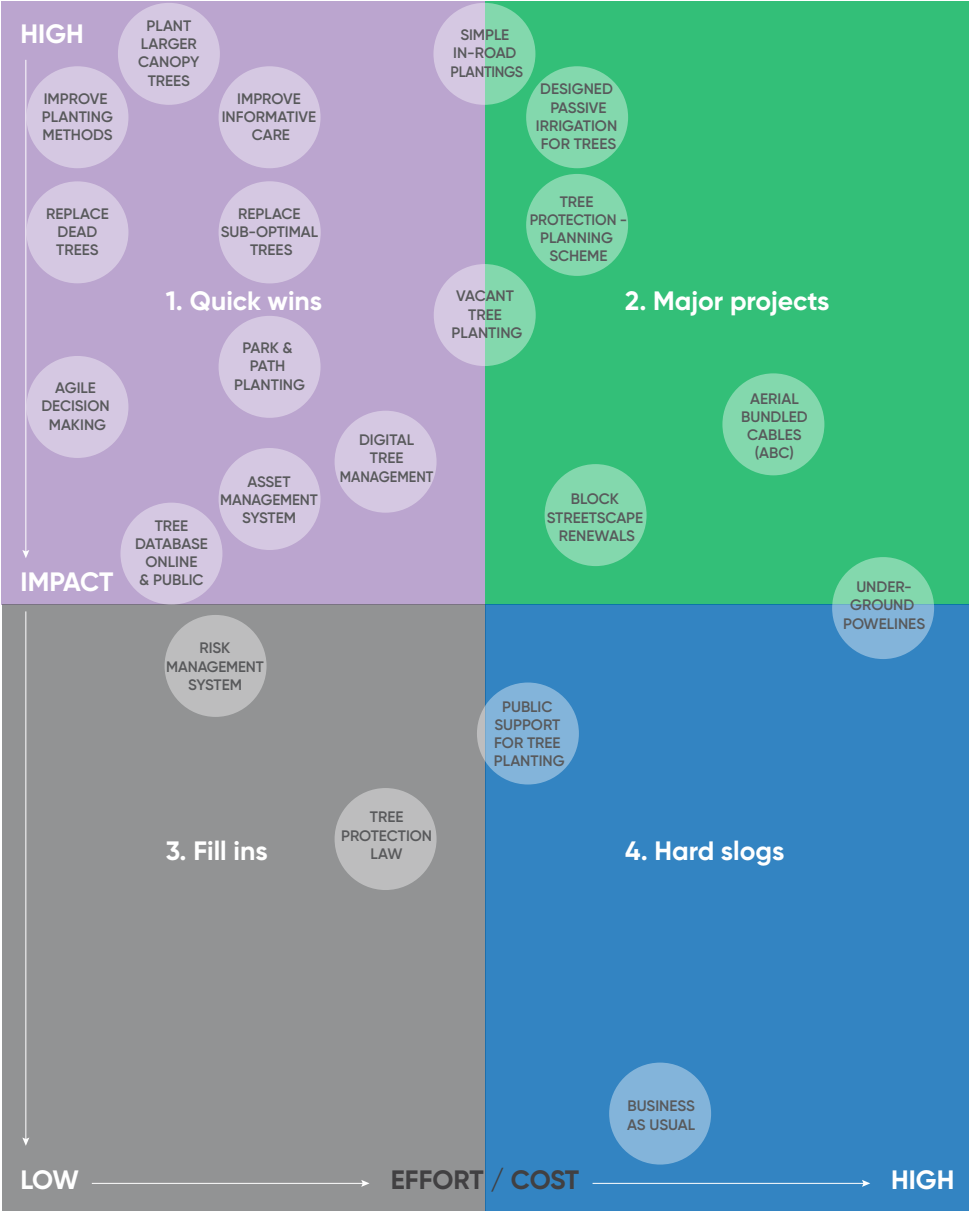 HIGH
PLANT
LARGER
CANOPY
TREES
SIMPLE
IN-ROAD
PLANTINGS
IMPROVE
PLANTING
METHODS
IMPROVE
INFORMATIVE
CARE
DESIGNED
PASSIVE
IRRIGATION
FOR TREES
REPLACE
DEAD
TREES
REPLACE
SUB-OPTIMAL
TREES
TREE
PROTECTION -
PLANNING
SCHEME
1. Quick wins
VACANT
TREE
PLANTING
2. Major projects
PARK &
PATH
PLANTING
AGILE
DECISION
MAKING
AERIAL
BUNDLED
CABLES
(ABC)
DIGITAL
TREE
MANAGEMENT
ASSET
MANAGEMENT
SYSTEM
BLOCK
STREETSCAPE
RENEWALS
TREE
DATABASE
ONLINE
& PUBLIC
IMPACT
UNDER-
GROUND
POWELINES
RISK
MANAGEMENT
SYSTEM
PUBLIC
SUPPORT
FOR TREE
PLANTING
TREE
PROTECTION
LAW
3. Fill ins
4. Hard slogs
BUSINESS
AS USUAL
LOW
EFFORT / COST
HIGH